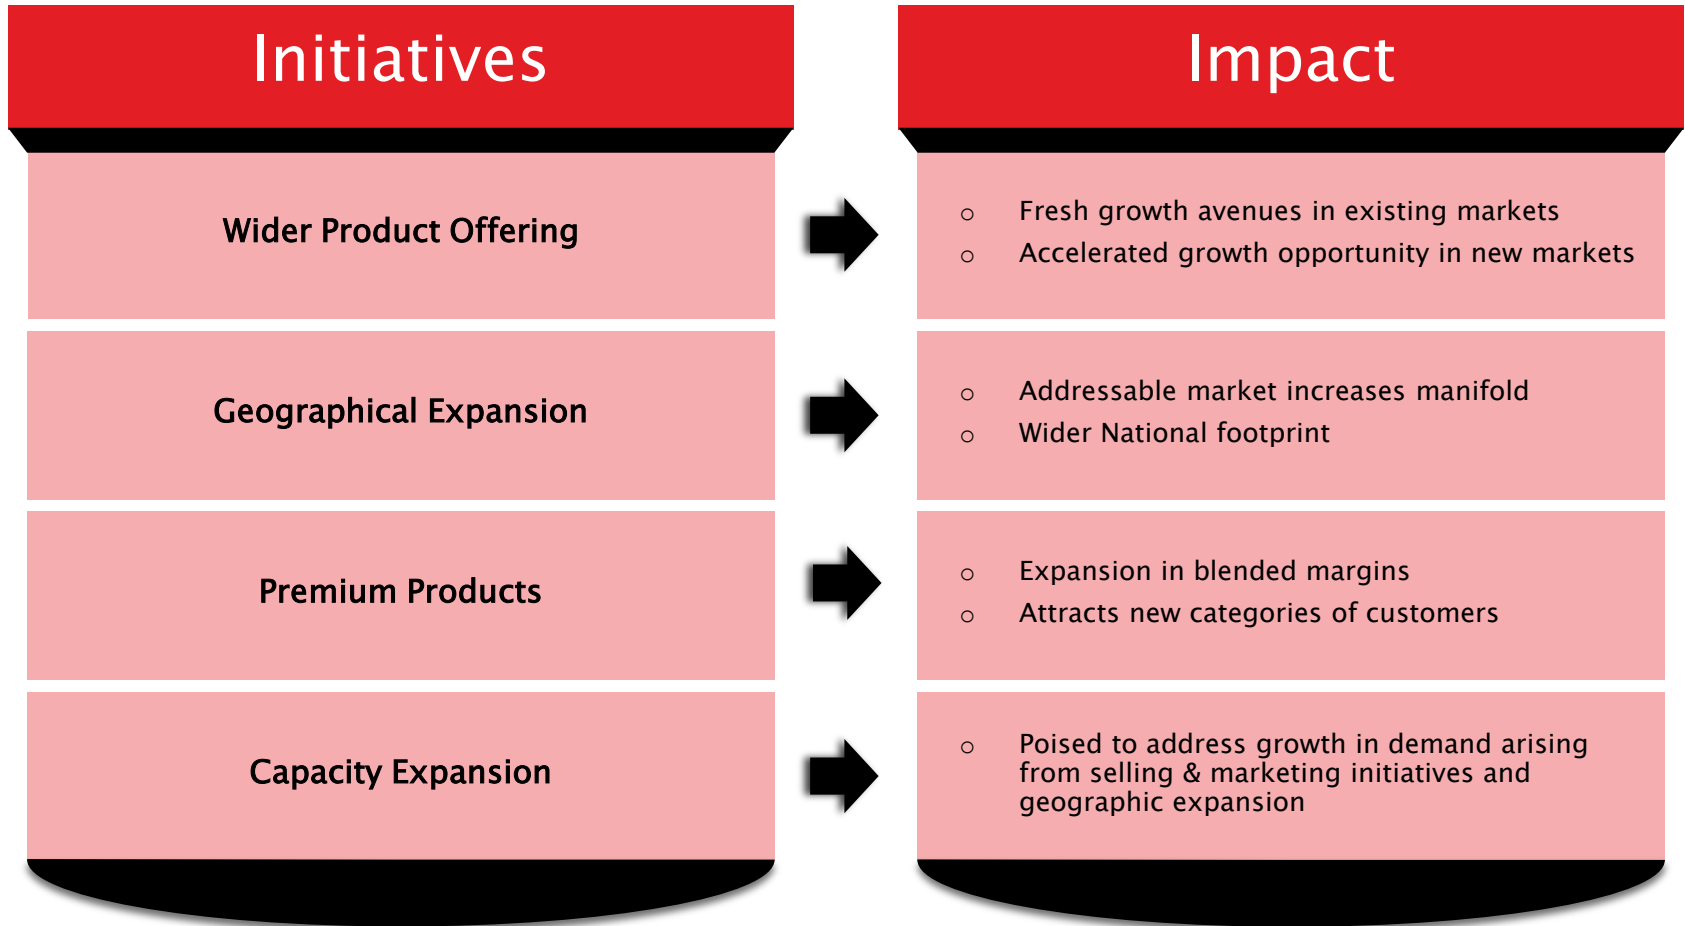 Initiatives
Impact
Wider Product Offering
o Fresh growth avenues in existing markets
o Accelerated growth opportunity in new markets
Geographical Expansion
o Addressable market increases manifold
o Wider National footprint
Premium Products
o Expansion in blended margins
o Attracts new categories of customers
Capacity Expansion
o Poised to address growth in demand arising
from selling & marketing initiatives and
geographic expansion